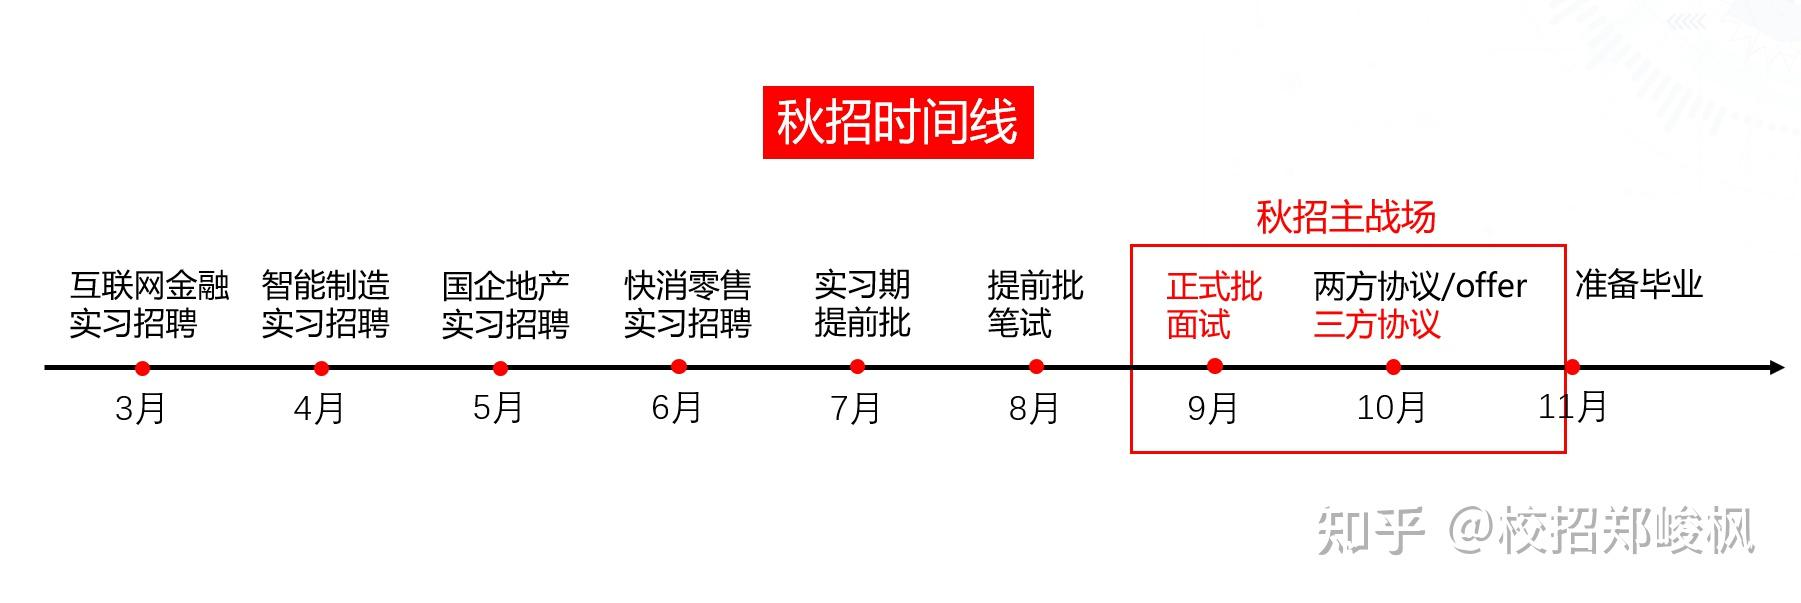 秋招时间线
秋招主战场
互联网金融
实习招聘
智能制造
实习招聘
国企地产
实习招聘
快消零售
实习招聘
实习期
提前批
提前批
笔试
正式批
面试
两方协议/offer
三方协议
准备毕业
3月
4月
5月
6月
7月
8月
9月
10月
11月
知乎 @校招郑峻枫